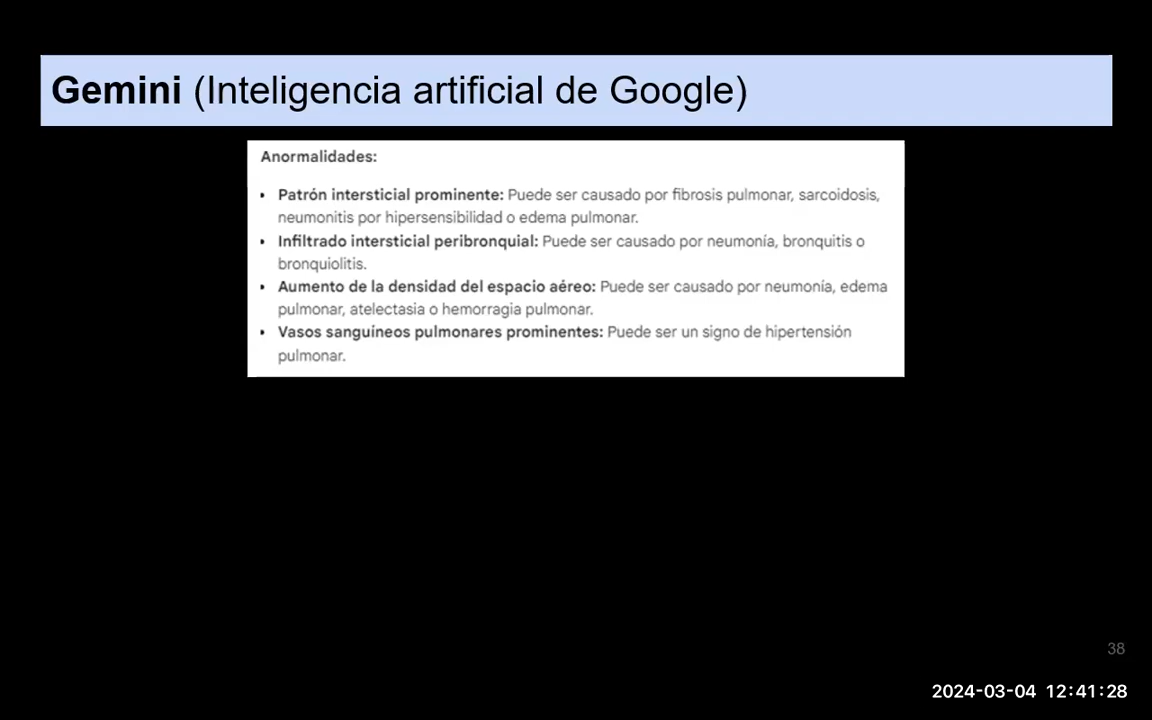 Gemini (Inteligencia artificial de Google)
Anormalidades:
• Patrón intersticial prominente: Puede ser causado por fibrosis pulmonar, sarcoidosis,
neumonitis por hipersensibilidad o edema pulmonar.
• Infiltrado intersticial peribronquial: Puede ser causado por neumonía, bronquitis o
bronquiolitis.
• Aumento de la densidad del espacio aéreo: Puede ser causado por neumonía, edema
pulmonar, atelectasia o hemorragia pulmonar.
• Vasos sanguíneos pulmonares prominentes: Puede ser un signo de hipertensión
pulmonar.
38
2024-03-04 12:41:28